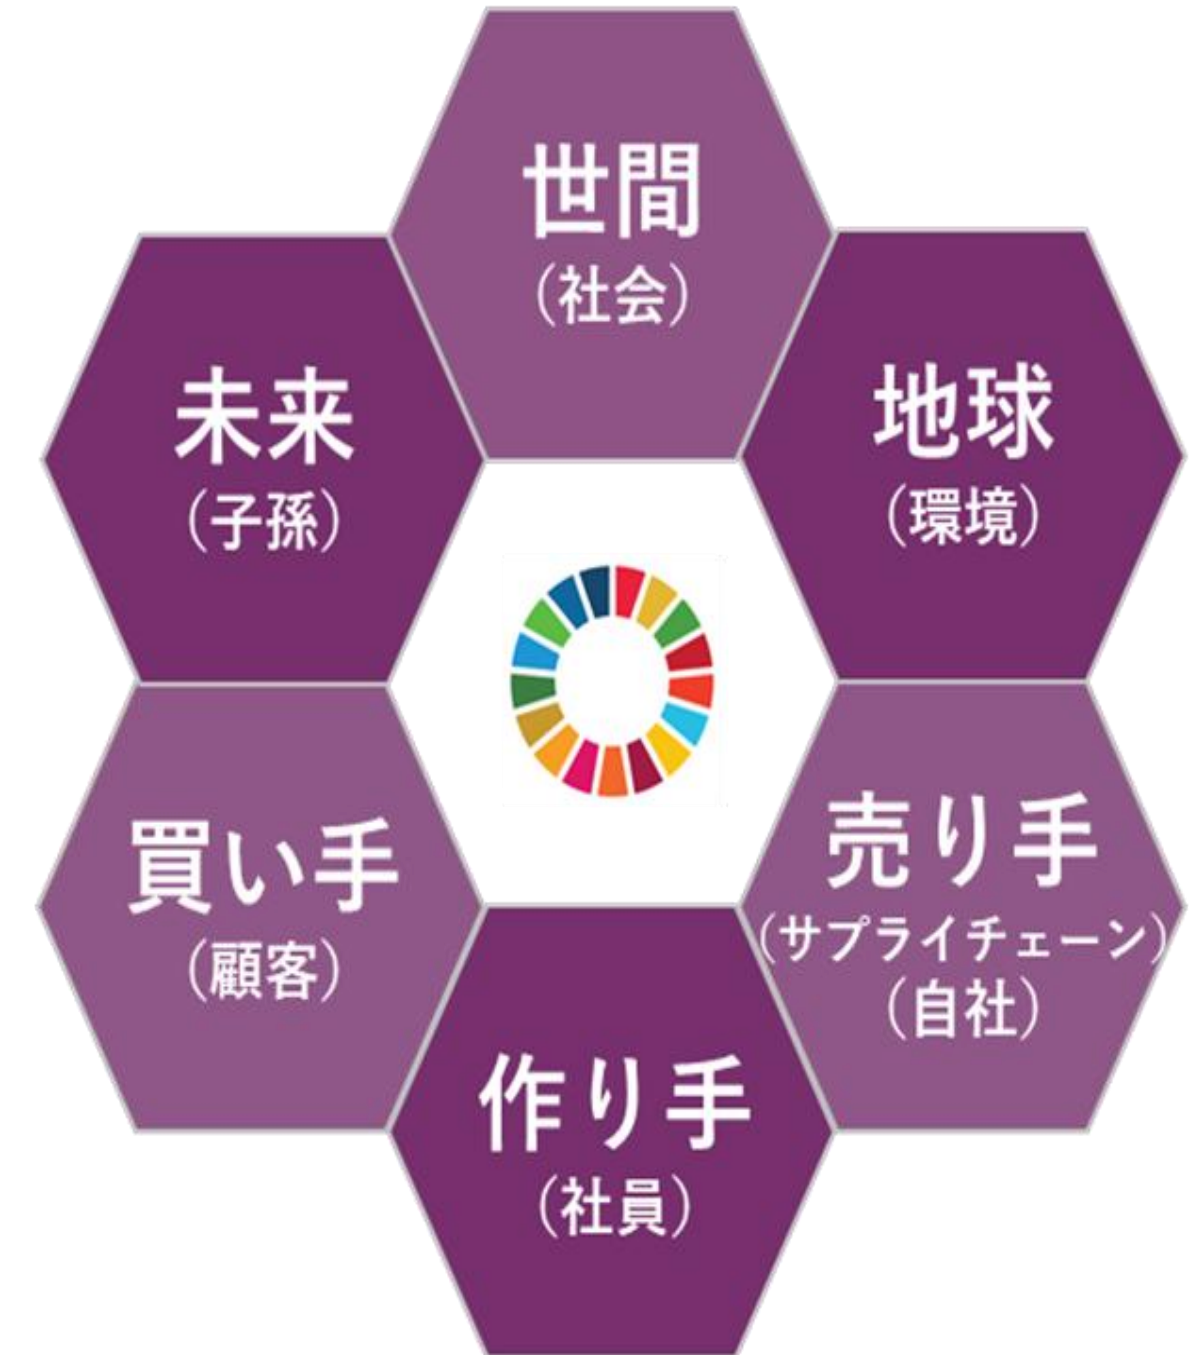 世間
（社会）
未来
（子孫）
地球
（環境）
買い手
（顧客）
売り手
（サプライチェーン）
（自社）
作り手
（社員）